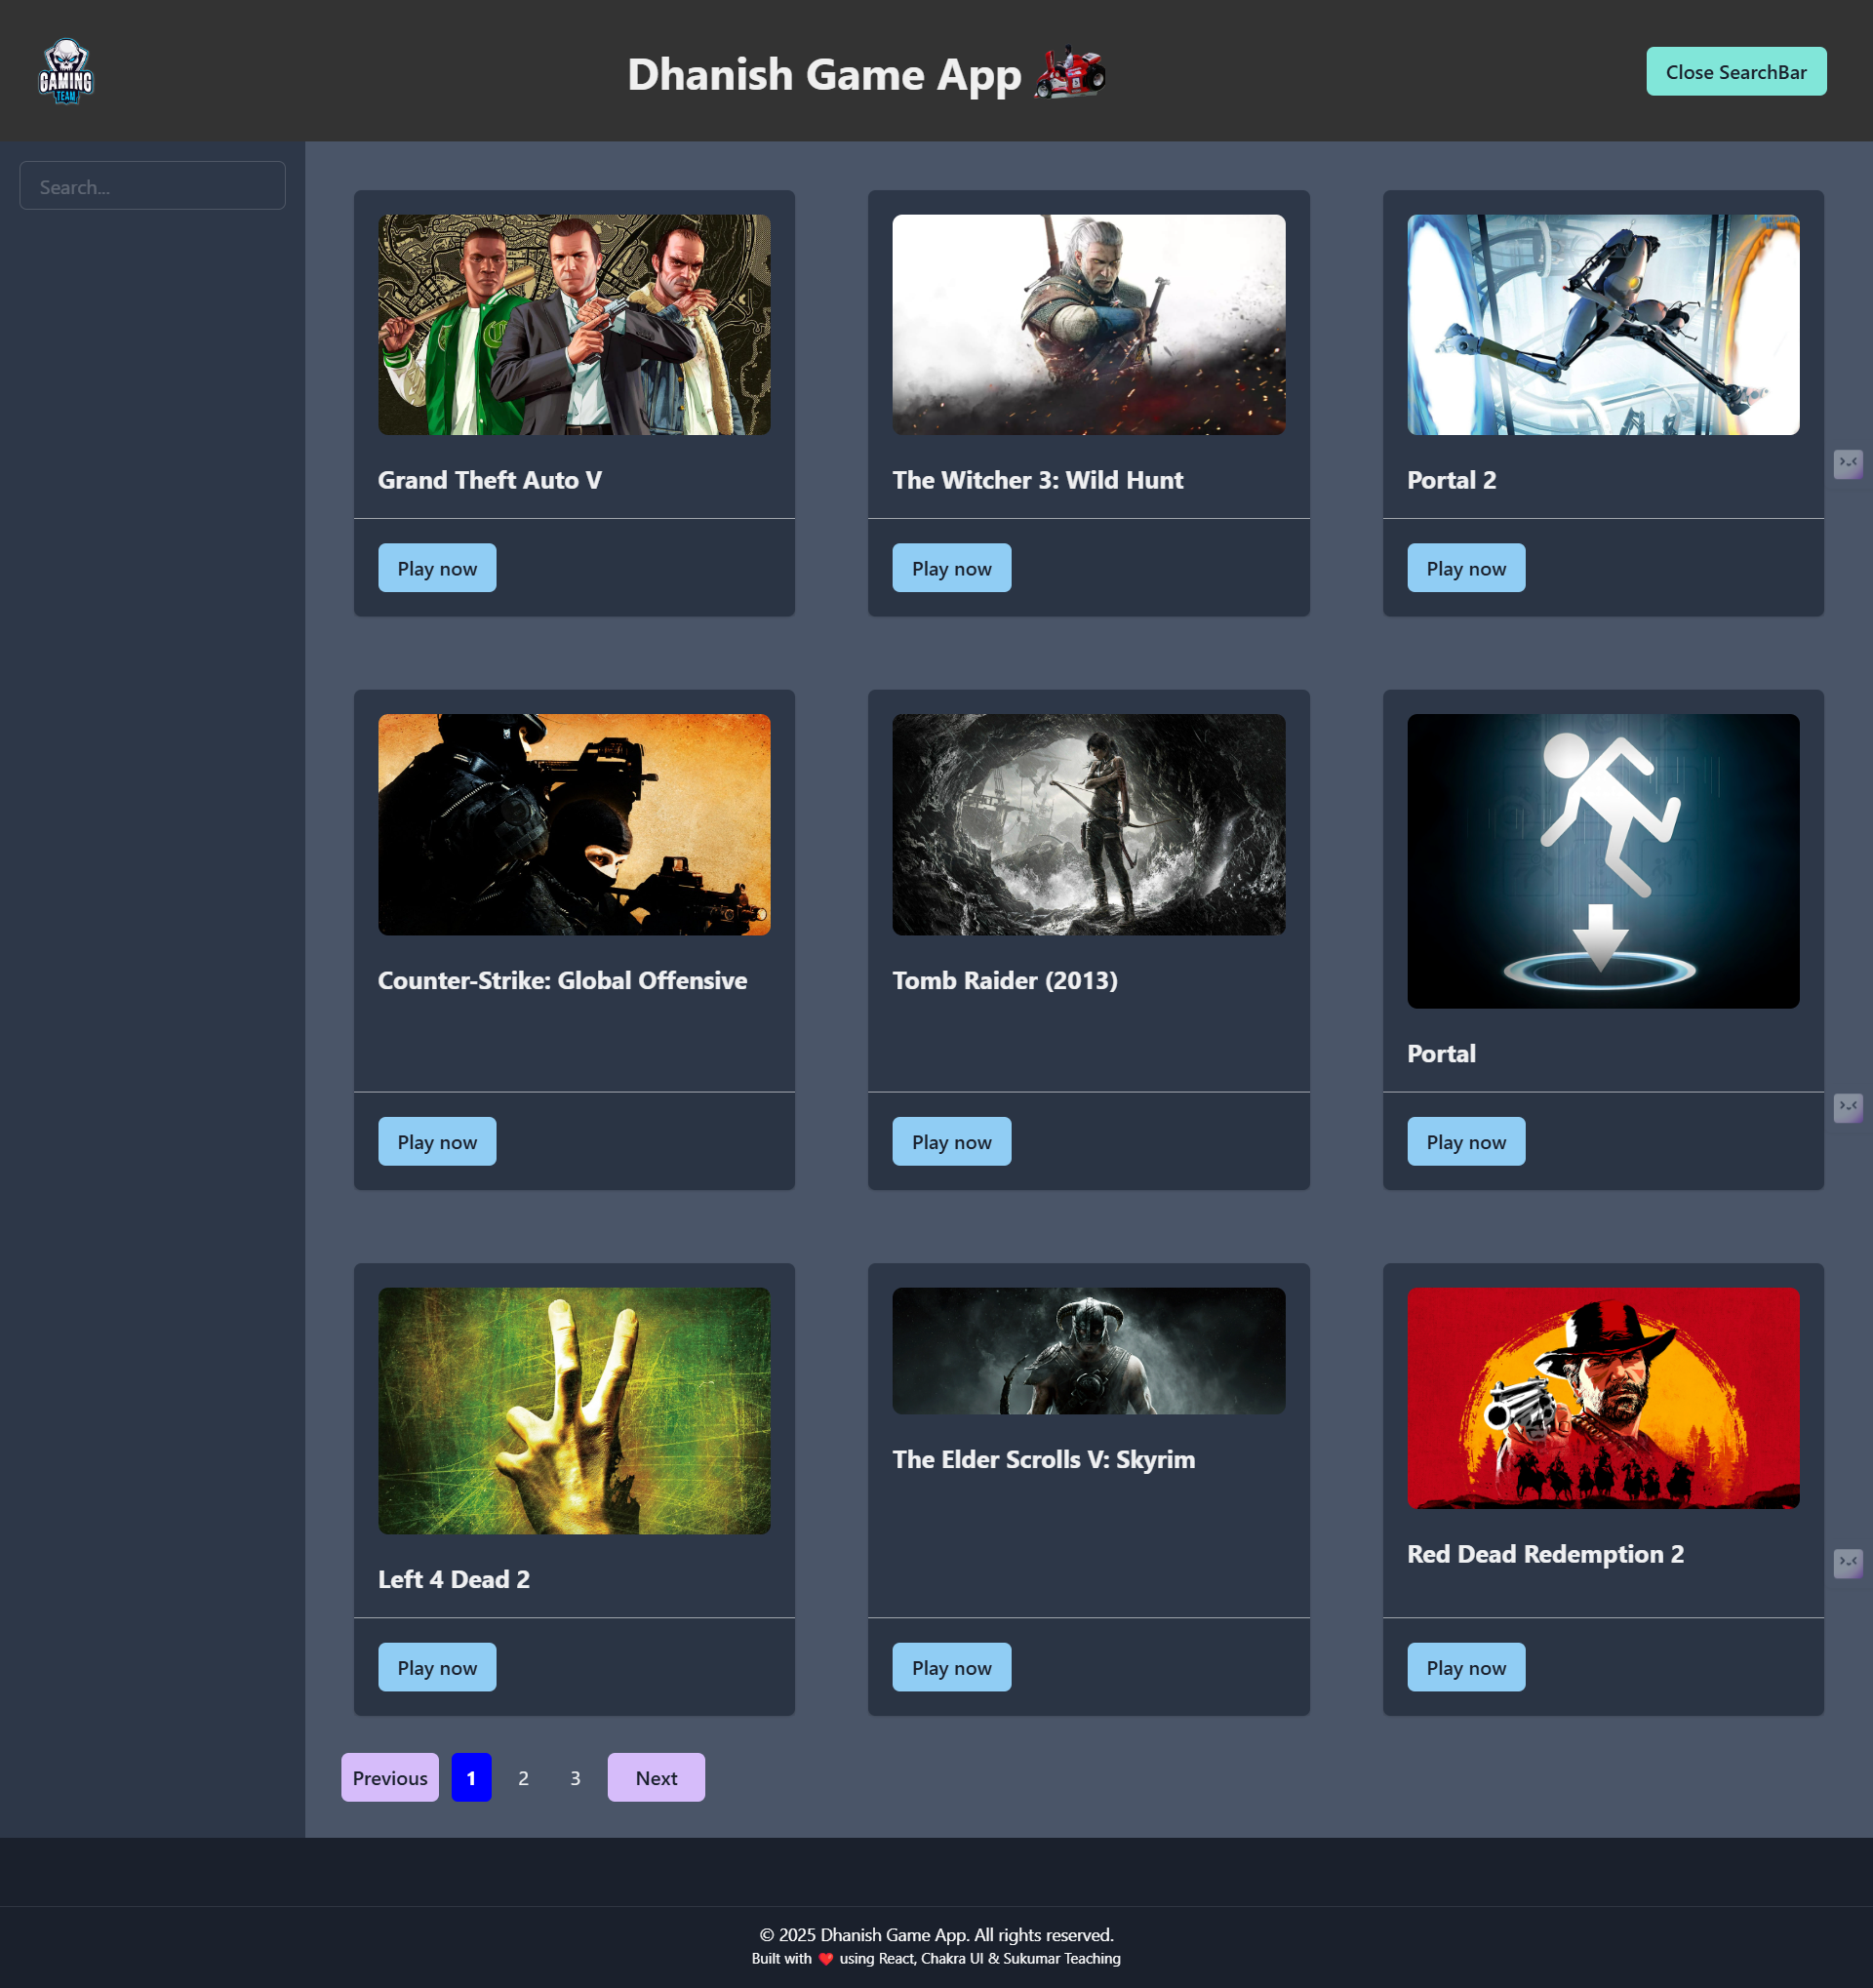 GAMING
TEAM
Dhanish Game App
Close SearchBar
Search...
Grand Theft Auto V
The Witcher 3: Wild Hunt
Portal 2
Play now
Play now
Play now
Counter-Strike: Global Offensive
Tomb Raider (2013)
Portal
Play now
Play now
Play now
Left 4 Dead 2
The Elder Scrolls V: Skyrim
Red Dead Redemption 2
Play now
Play now
Play now
Previous 1 2 3 Next
© 2025 Dhanish Game App. All rights reserved.
Built with ❤️ using React, Chakra UI & Sukumar Teaching